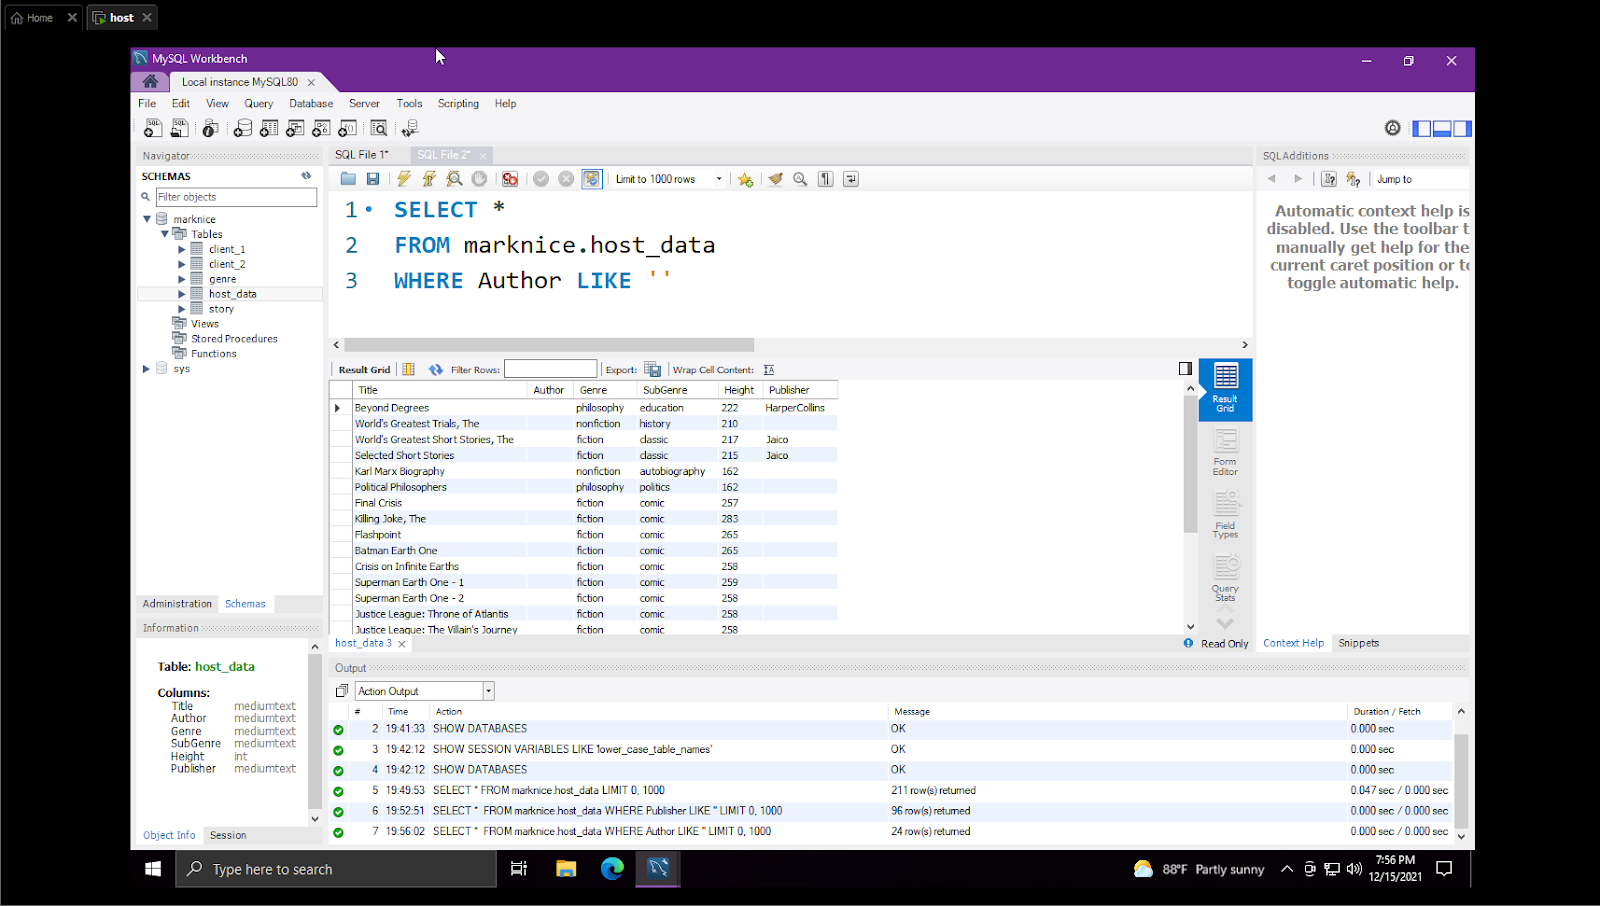 Home
host
MySQL Workbench
Local instance MySQL80
File Edit View Query Database Server Tools Scripting Help
Navigator
SCHEMAS
Filter objects
marknice
Tables
client_1
client_2
genre
host_data
story
Views
Stored Procedures
Functions
sys
Administration Schemas
Information
Table: host_data
Columns:
Title mediumtext
Author mediumtext
Genre mediumtext
SubGenre mediumtext
Height int
Publisher mediumtext
Object Info Session
SQL File 1* SQL File 2*
Limit to 1000 rows
1 SELECT *
2 FROM marknice.host_data
3 WHERE Author LIKE ''
Result Grid Filter Rows: Export: Wrap Cell Content:
Title Author Genre SubGenre Height Publisher
Beyond Degrees philosophy education 222 HarperCollins
World's Greatest Trials, The nonfiction history 210
World's Greatest Short Stories, The fiction classic 217 Jaico
Selected Short Stories fiction classic 215 Jaico
Karl Marx Biography nonfiction autobiography 162
Political Philosophers philosophy politics 162
Final Crisis fiction comic 257
Killing Joke, The fiction comic 283
Flashpoint fiction comic 265
Batman Earth One fiction comic 265
Crisis on Infinite Earths fiction comic 258
Superman Earth One - 1 fiction comic 259
Superman Earth One - 2 fiction comic 258
Justice League: Throne of Atlantis fiction comic 258
Justice League: The Villain's Journey fiction comic 258
Result
Grid
Form
Editor
Field
Types
Query
Stats
host_data 3
Read Only
SQLAdditions
Jump to
Automatic context help is
disabled. Use the toolbar t
manually get help for the
current caret position or to
toggle automatic help.
Context Help Snippets
Output
Action Output
# Time Action Message Duration / Fetch
2 19:41:33 SHOW DATABASES OK 0.000 sec
3 19:42:12 SHOW SESSION VARIABLES LIKE 'lower_case_table_names' OK 0.000 sec
4 19:42:12 SHOW DATABASES OK 0.000 sec
5 19:49:53 SELECT * FROM marknice.host_data LIMIT 0, 1000 211 row(s) returned 0.047 sec / 0.000 sec
6 19:52:51 SELECT * FROM marknice.host_data WHERE Publisher LIKE '' LIMIT 0, 1000 96 row(s) returned 0.000 sec / 0.000 sec
7 19:56:02 SELECT * FROM marknice.host_data WHERE Author LIKE '' LIMIT 0, 1000 24 row(s) returned 0.000 sec / 0.000 sec
Type here to search
88°F Partly sunny
7:56 PM
12/15/2021